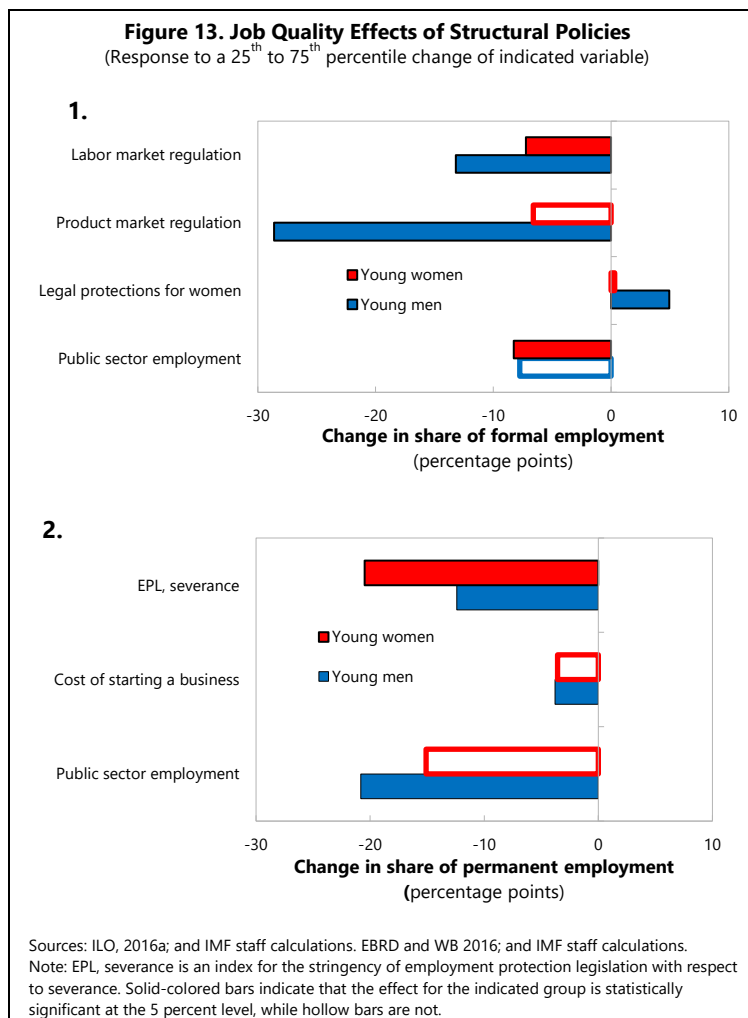 Figure 13. Job Quality Effects of Structural Policies
(Response to a 25th to 75th percentile change of indicated variable)
1.
Labor market regulation
Product market regulation
Legal protections for women
Public sector employment
Young women
Young men
-30 -20 -10 0 10
Change in share of formal employment
(percentage points)
2.
EPL, severance
Cost of starting a business
Public sector employment
Young women
Young men
-30 -20 -10 0 10
Change in share of permanent employment
(percentage points)
Sources: ILO, 2016a; and IMF staff calculations. EBRD and WB 2016; and IMF staff calculations.
Note: EPL, severance is an index for the stringency of employment protection legislation with respect
to severance. Solid-colored bars indicate that the effect for the indicated group is statistically
significant at the 5 percent level, while hollow bars are not.